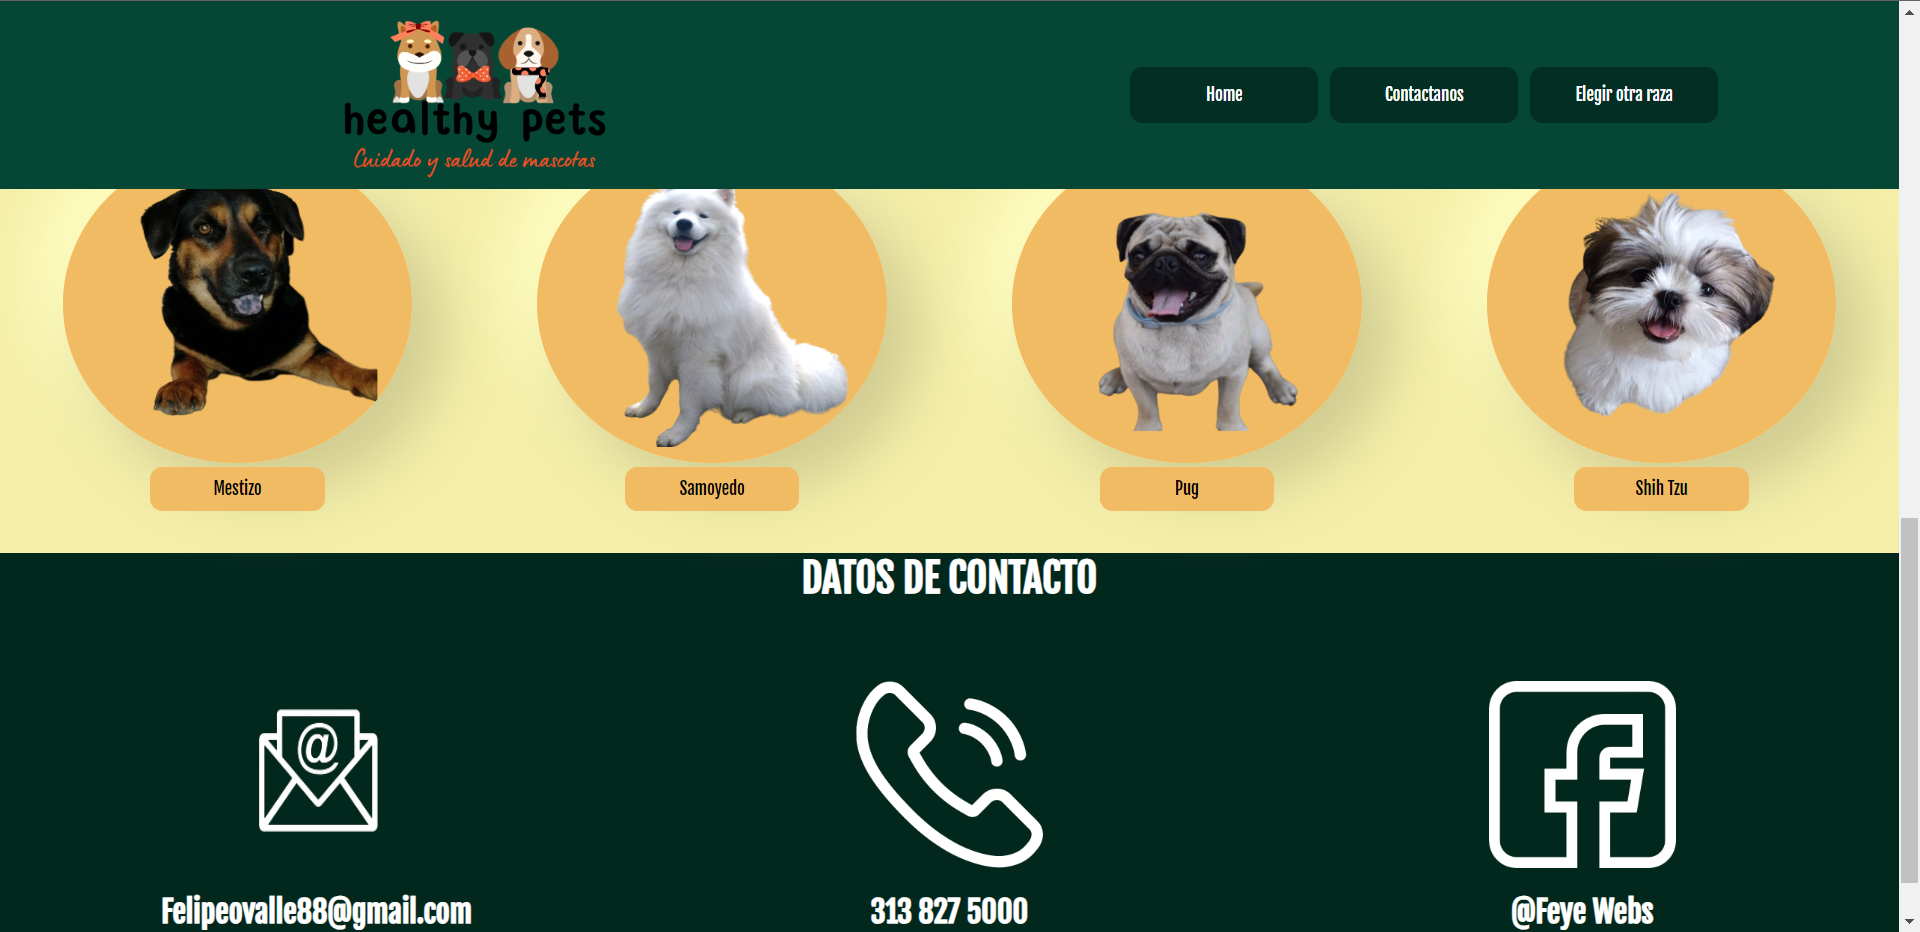 healthy pets
Cuidado y salud de mascotas
Home
Contactanos
Elegir otra raza
Mestizo
Samoyedo
Pug
Shih Tzu
DATOS DE CONTACTO
@
Felipeovalle88@gmail.com
313 827 5000
@Feye Webs